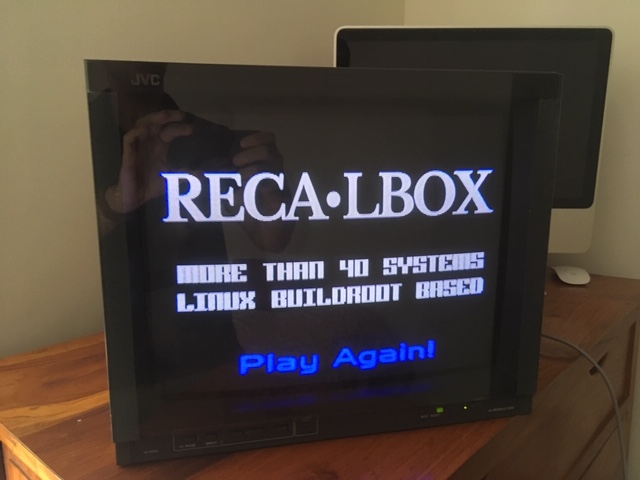 JVC
RECA•LBOX
MORE THAN 40 SYSTEMS
LINUX BUILDROOT BASED
Play Again!